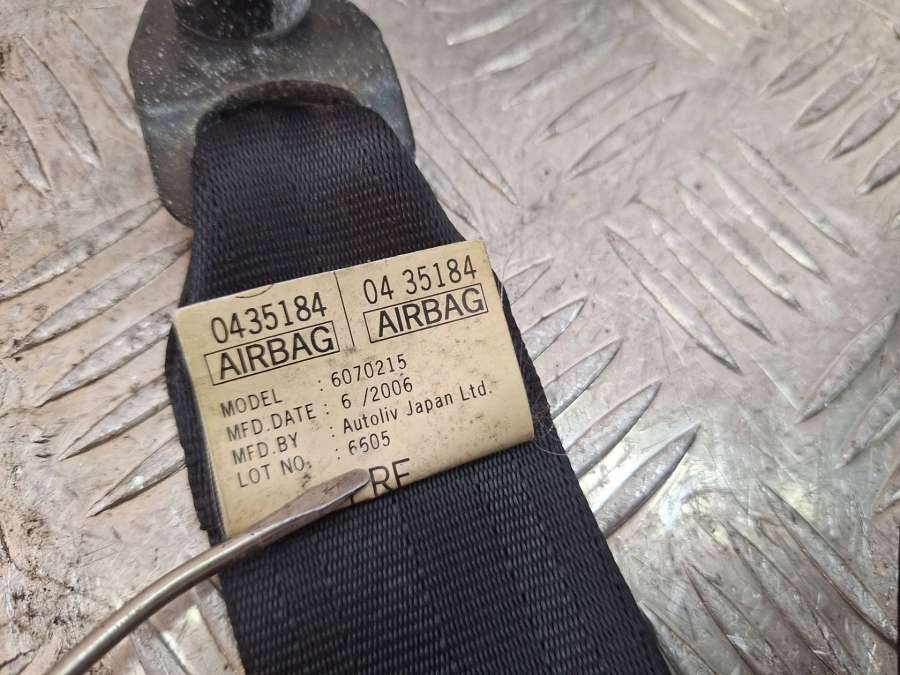 0435184 04 35184
AIRBAG AIRBAG
MODEL : 6070215
MFD.DATE : 6 /2006
MFD.BY : Autoliv Japan Ltd.
LOT NO. : 6605
RE